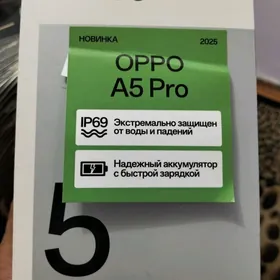 НОВИНКА 2025
OPPO
A5 Pro
IP69 Экстремально защищен
от воды и падений
Надежный аккумулятор
с быстрой зарядкой
5